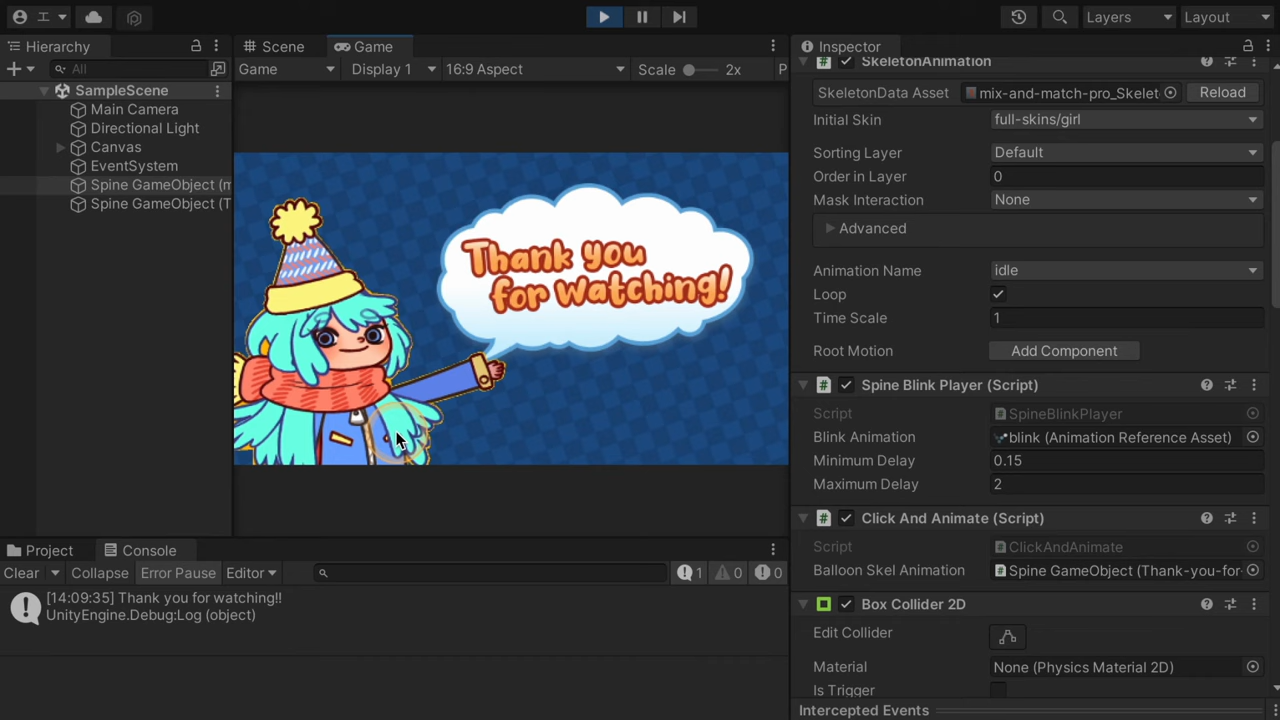 エ
Layers
Layout
Hierarchy
All
SampleScene
Main Camera
Directional Light
Canvas
EventSystem
Spine GameObject (m
Spine GameObject (T
Scene
Game
Game
Display 1
16:9 Aspect
Scale
2x
P
Thank you
for watching!
Project
Console
Clear
Collapse
Error Pause
Editor
1
0
0
[14:09:35] Thank you for watching!!
UnityEngine.Debug:Log (object)
Inspector
SkeletonAnimation
SkeletonData Asset
mix-and-match-pro_Skelet
Reload
Initial Skin
full-skins/girl
Sorting Layer
Default
Order in Layer
0
Mask Interaction
None
Advanced
Animation Name
idle
Loop
Time Scale
1
Root Motion
Add Component
Spine Blink Player (Script)
Script
SpineBlinkPlayer
Blink Animation
blink (Animation Reference Asset)
Minimum Delay
0.15
Maximum Delay
2
Click And Animate (Script)
Script
ClickAndAnimate
Balloon Skel Animation
Spine GameObject (Thank-you-for-
Box Collider 2D
Edit Collider
Material
None (Physics Material 2D)
Is Trigger
Intercepted Events